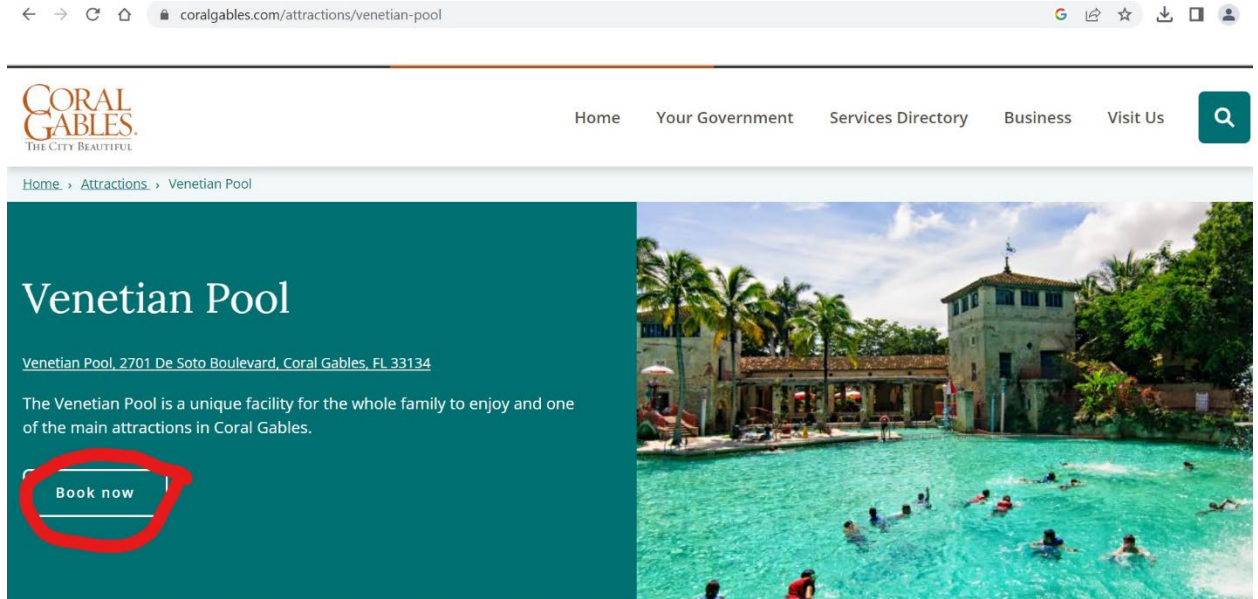 coralgables.com/attractions/venetian-pool
CORAL
GABLES.
THE CITY BEAUTIFUL
Home Your Government Services Directory Business Visit Us
Home › Attractions › Venetian Pool
Venetian Pool
Venetian Pool, 2701 De Soto Boulevard, Coral Gables, FL 33134
The Venetian Pool is a unique facility for the whole family to enjoy and one
of the main attractions in Coral Gables.
Book now